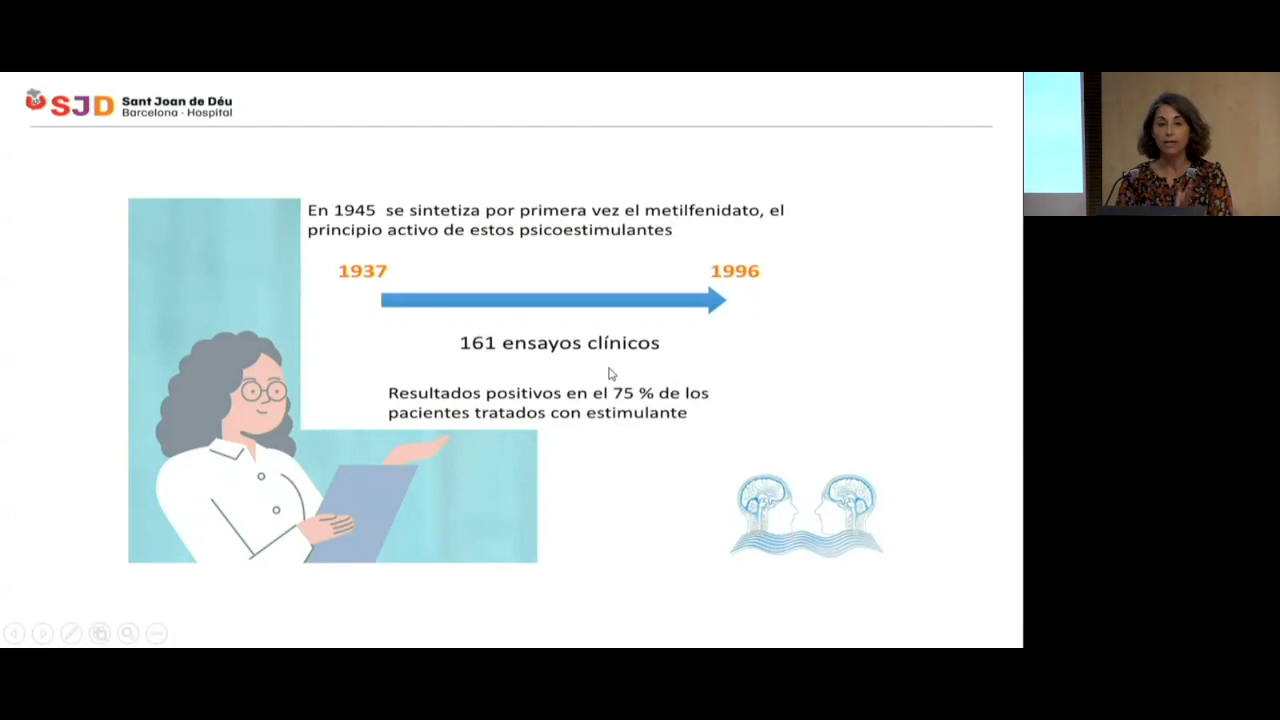 SJD Sant Joan de Déu
Barcelona · Hospital
En 1945 se sintetiza por primera vez el metilfenidato, el
principio activo de estos psicoestimulantes
1937
1996
161 ensayos clínicos
Resultados positivos en el 75 % de los
pacientes tratados con estimulante